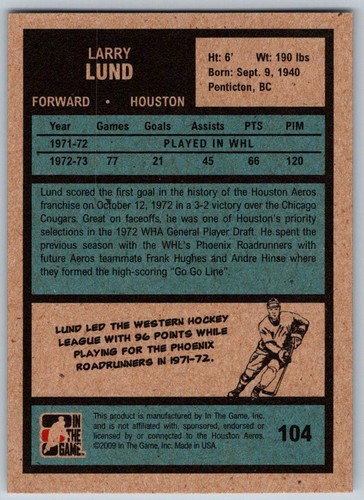 LARRY
LUND
FORWARD • HOUSTON
Ht: 6' Wt: 190 lbs
Born: Sept. 9, 1940
Penticton, BC
Year Games Goals Assists PTS PIM
1971-72 PLAYED IN WHL
1972-73 77 21 45 66 120
Lund scored the first goal in the history of the Houston Aeros
franchise on October 12, 1972 in a 3-2 victory over the Chicago
Cougars. Great on faceoffs, he was one of Houston's priority
selections in the 1972 WHA General Player Draft. He spent the
previous season with the WHL's Phoenix Roadrunners with
future Aeros teammate Frank Hughes and Andre Hinse where
they formed the high-scoring "Go Go Line".
LUND LED THE WESTERN HOCKEY
LEAGUE WITH 96 POINTS WHILE
PLAYING FOR THE PHOENIX
ROADRUNNERS IN 1971-72.
IN
THE
GAME
This product is manufactured by In The Game, Inc. and
is not affiliated with, sponsored, endorsed or
otherwise connected to the Houston Aeros.
©2009 In The Game, Inc. Made in USA.
104